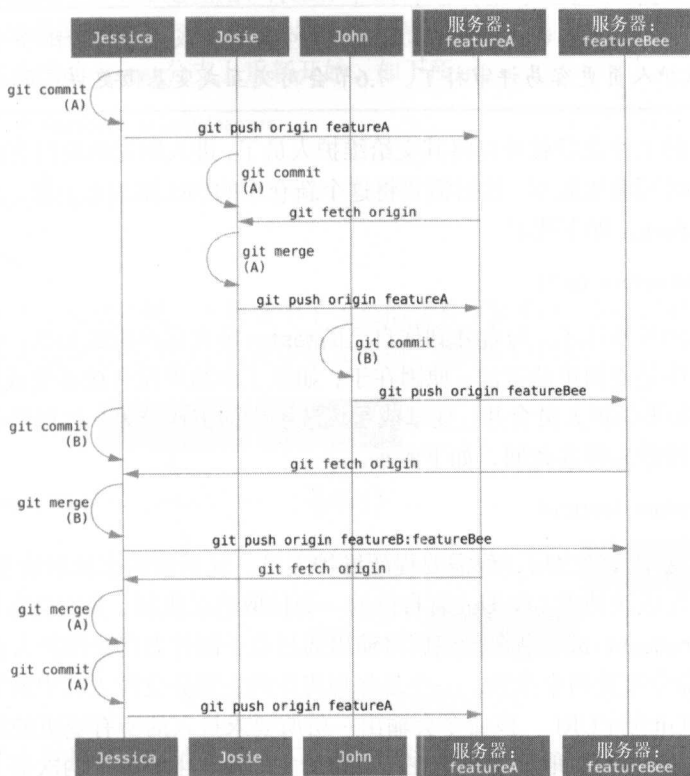 Jessica
Josie
John
服务器：
featureA
服务器：
featureBee
git commit
(A)
git push origin featureA
git commit
(A)
git fetch origin
git merge
(A)
git push origin featureA
git commit
(B)
git push origin featureBee
git commit
(B)
git fetch origin
git merge
(B)
git push origin featureB:featureBee
git fetch origin
git merge
(A)
git commit
(A)
git push origin featureA
Jessica
Josie
John
服务器：
featureA
服务器：
featureBee